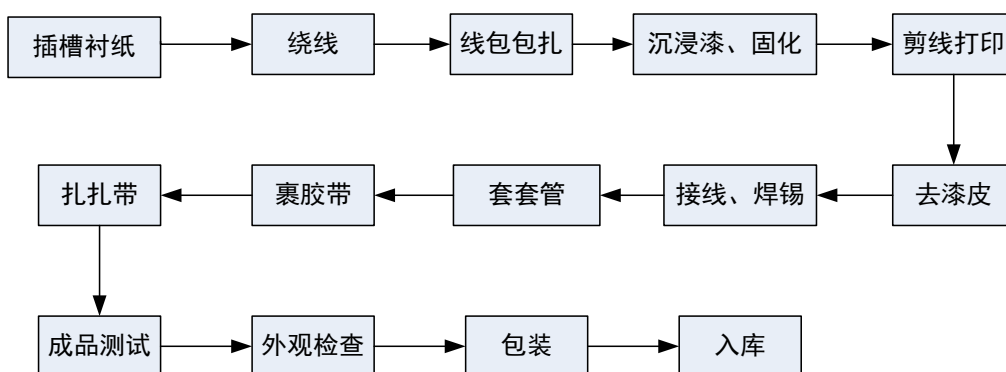 插槽衬纸
绕线
线包包扎
沉浸漆、固化
剪线打印
去漆皮
接线、焊锡
套套管
裹胶带
扎扎带
成品测试
外观检查
包装
入库